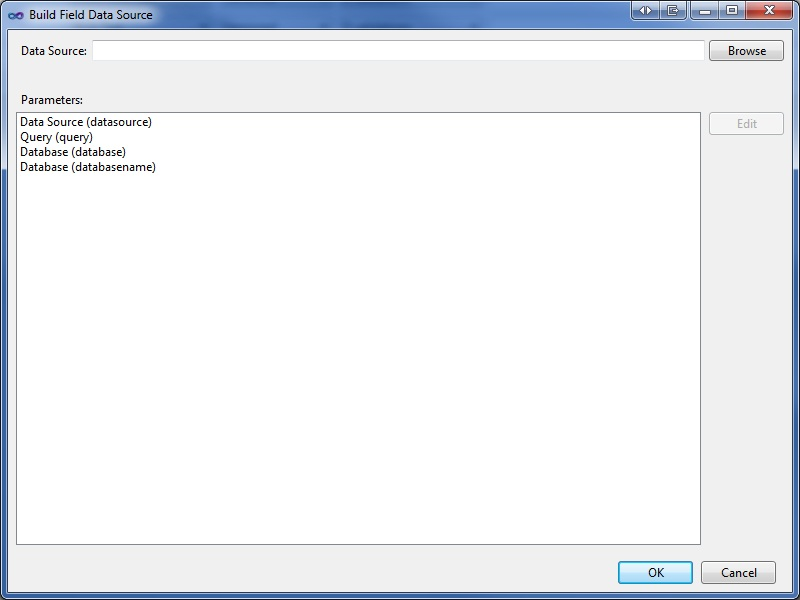 Build Field Data Source
Data Source:
Browse
Parameters:
Data Source (datasource)
Edit
Query (query)
Database (database)
Database (databasename)
OK
Cancel